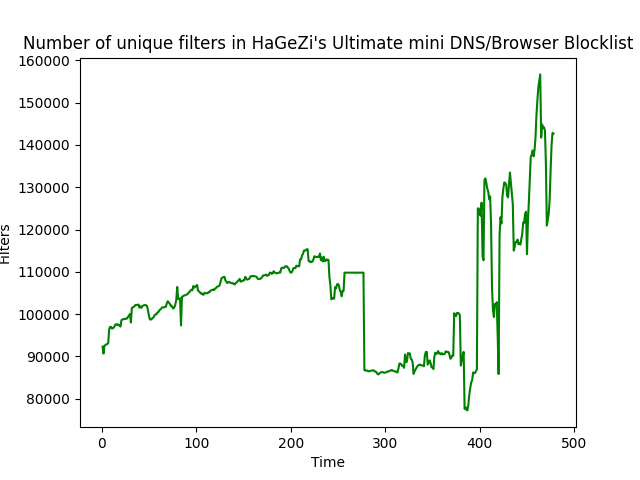 Number of unique filters in HaGeZi's Ultimate mini DNS/Browser Blocklist
160000
150000
140000
130000
120000
110000
100000
90000
80000
Filters
0 100 200 300 400 500
Time